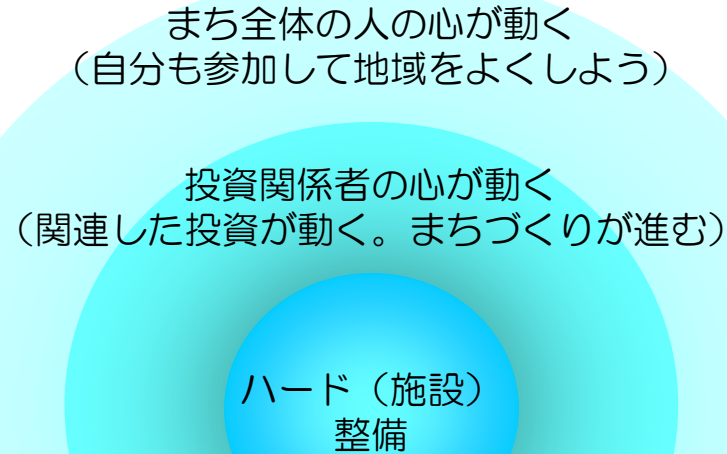 まち全体の人の心が動く
（自分も参加して地域をよくしよう）
投資関係者の心が動く
（関連した投資が動く。まちづくりが進む）
ハード（施設）
整備